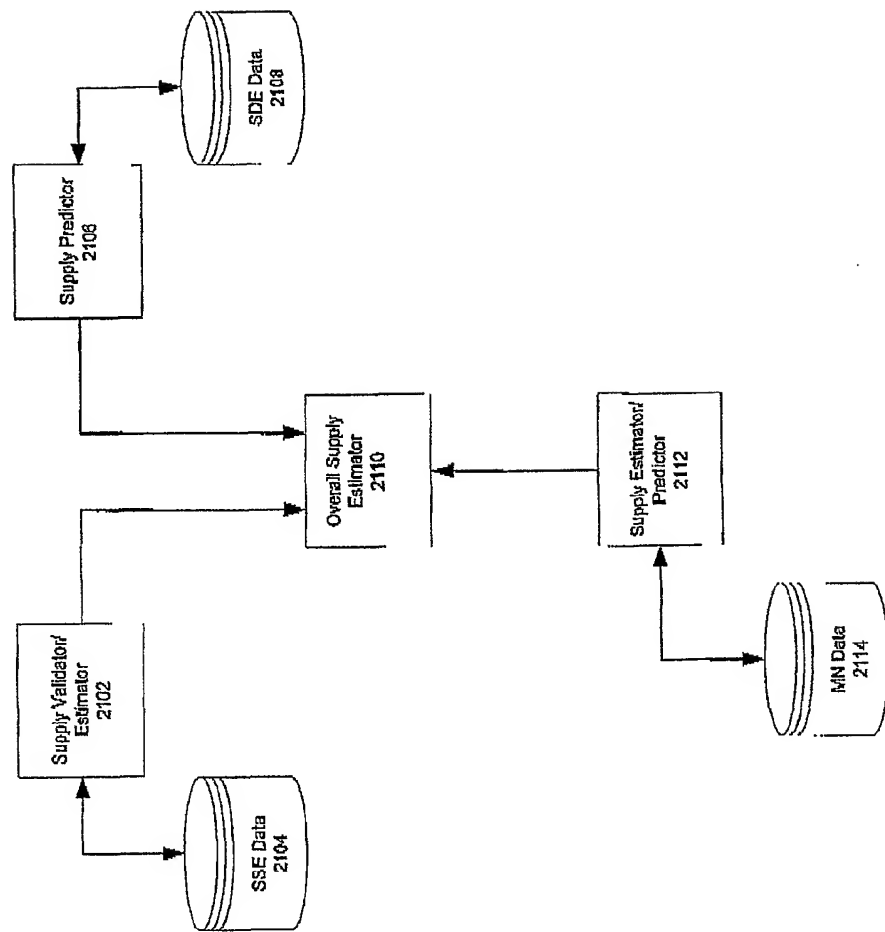 Supply Validator/
Estimator
2102
Supply Predictor
2106
SSE Data
2104
SDE Data
2108
Overall Supply
Estimator
2110
Supply Estimator/
Predictor
2112
MN Data
2114